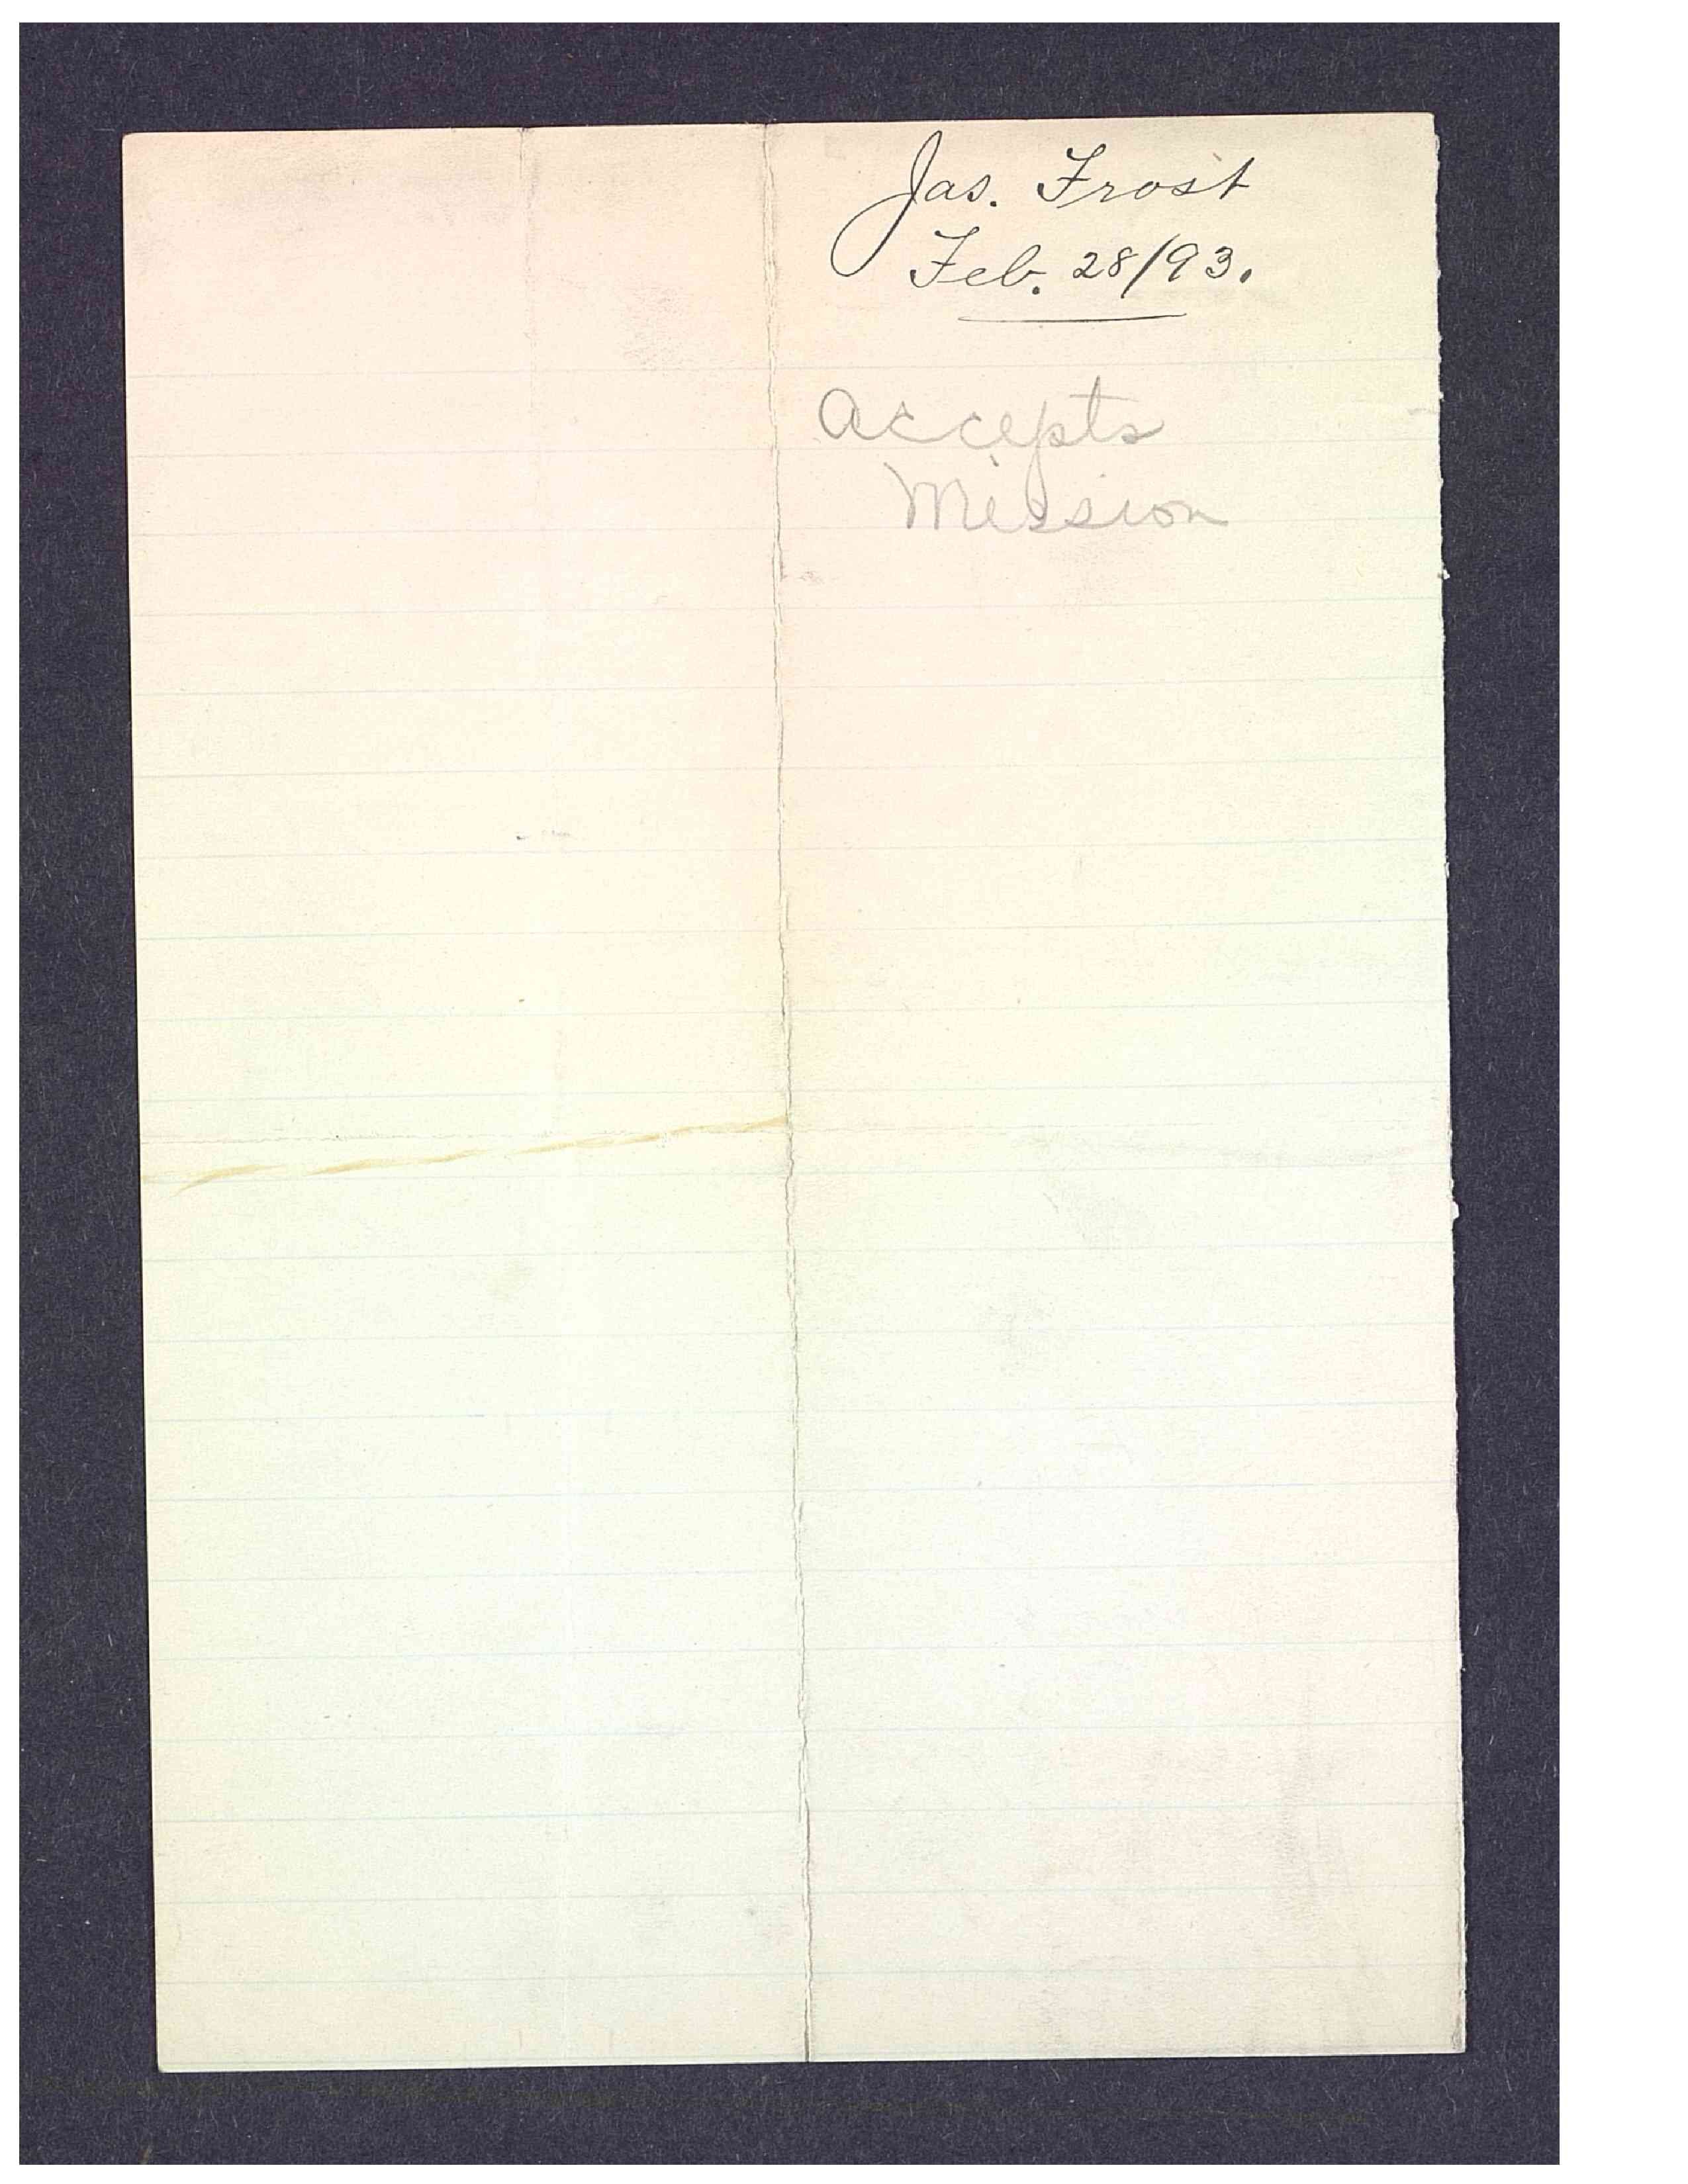 Jas. Frost
Feb. 28/93.
Accepts
Mission